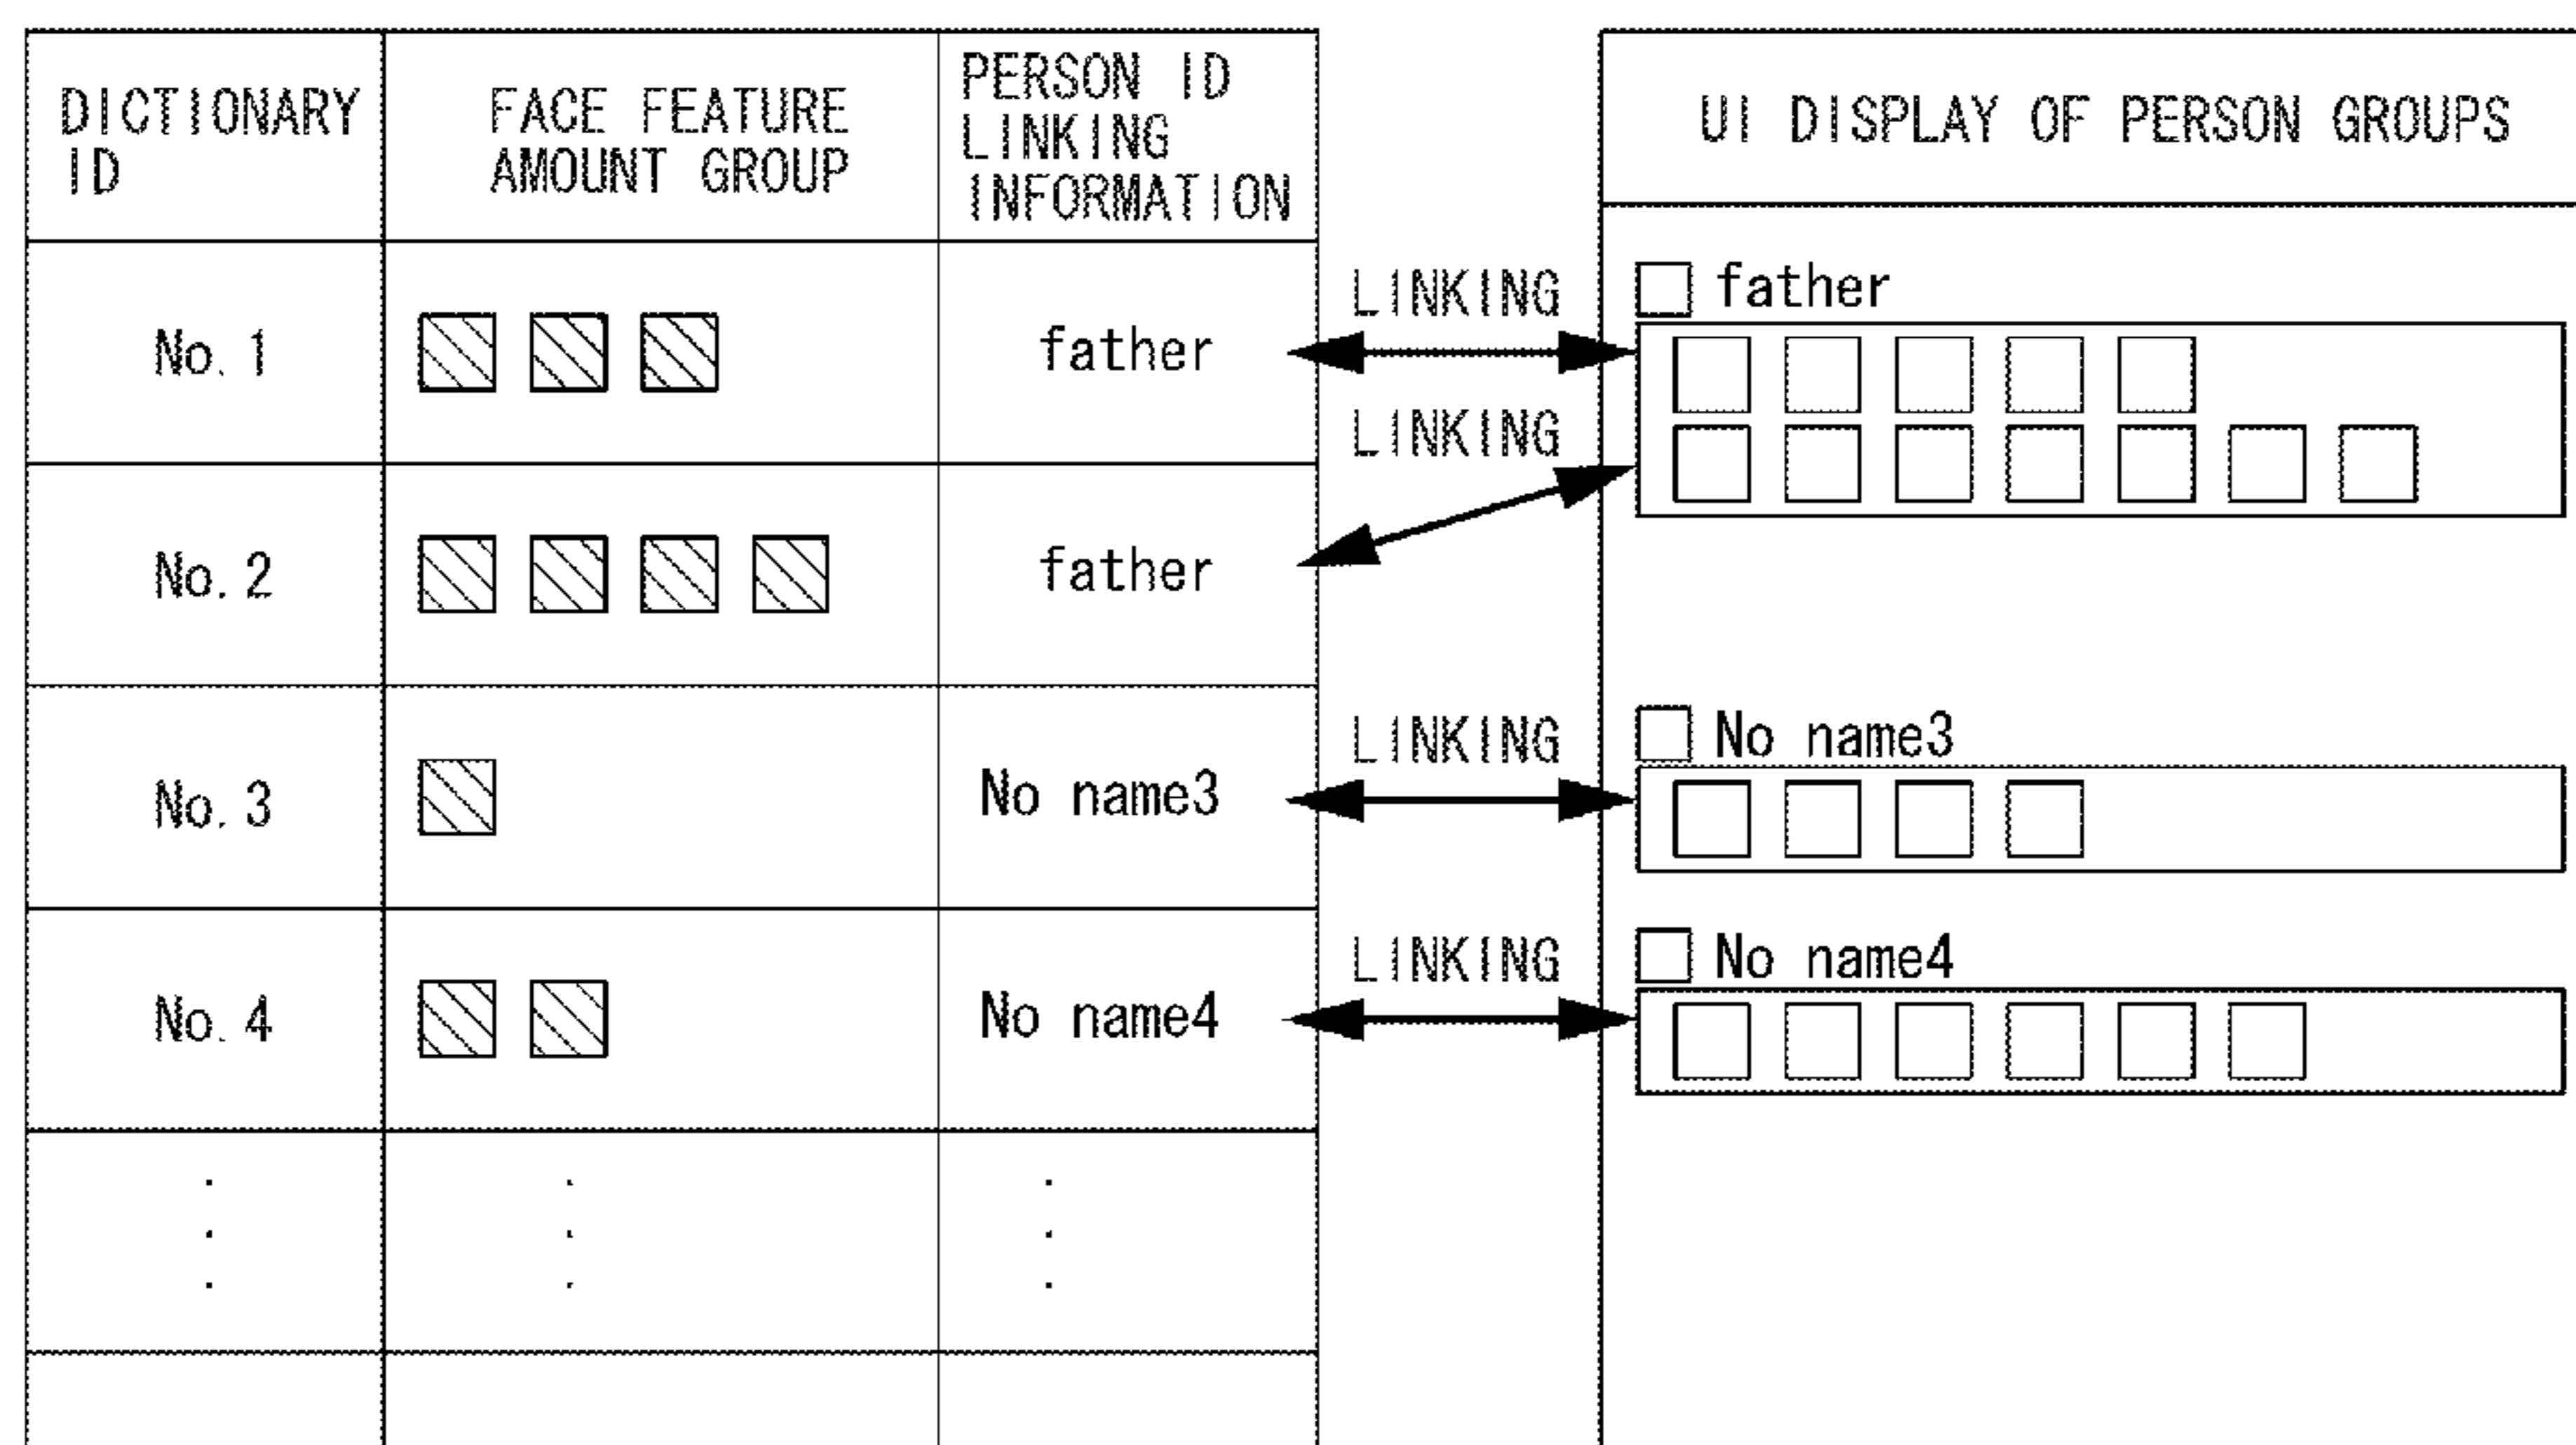 DICTIONARY
ID
FACE FEATURE
AMOUNT GROUP
PERSON ID
LINKING
INFORMATION
UI DISPLAY OF PERSON GROUPS
No. 1
father
LINKING
father
LINKING
No. 2
father
No. 3
No name3
LINKING
No name3
No. 4
No name4
LINKING
No name4